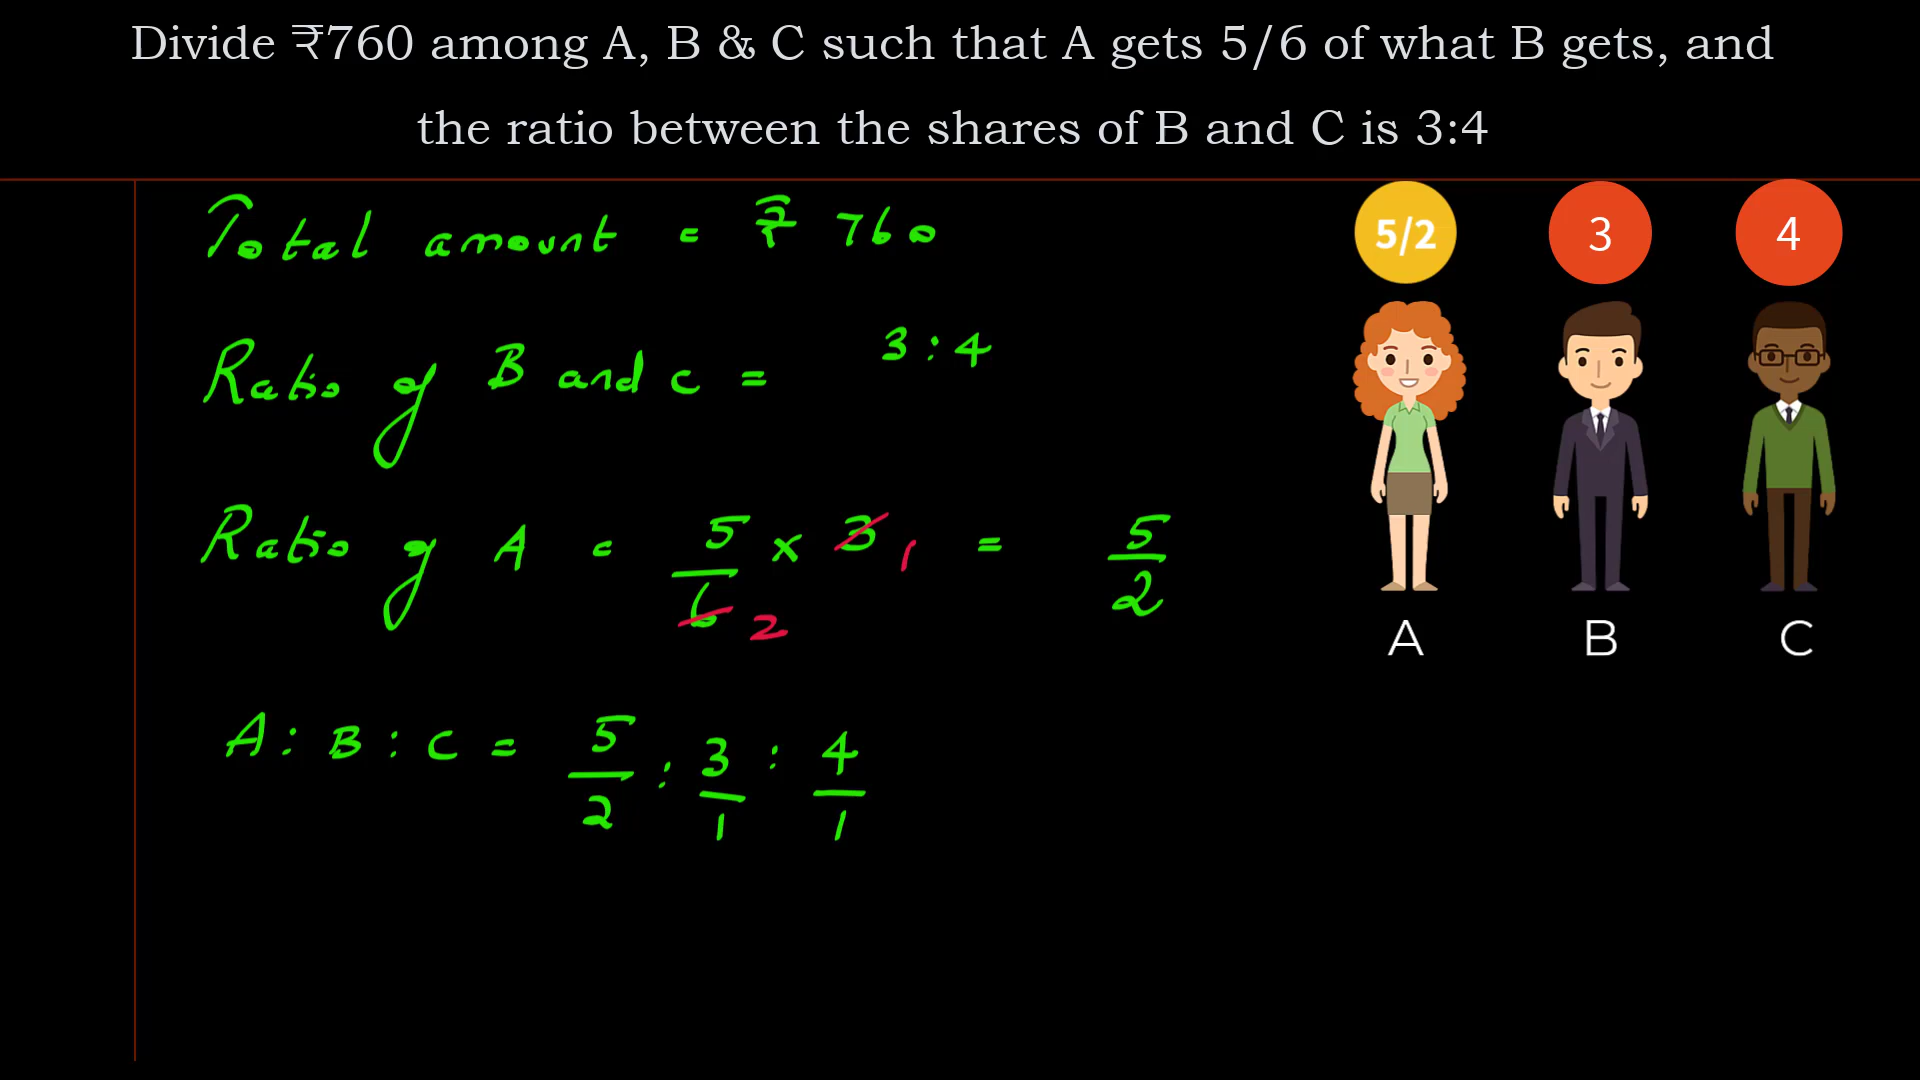 Divide ₹760 among A, B & C such that A gets 5/6 of what B gets, and
the ratio between the shares of B and C is 3:4
Total amount = ₹ 760
5/2 3 4
Ratio of B and C = 3:4
Ratio of A = 5/6 × 3 1 = 5/2
2
A B C
A : B : C = 5/2 : 3/1 : 4/1